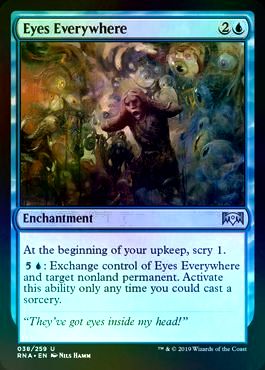 Eyes Everywhere 2
Enchantment
At the beginning of your upkeep, scry 1.
5 : Exchange control of Eyes Everywhere
and target nonland permanent. Activate
this ability only any time you could cast a
sorcery.
“They’ve got eyes inside my head!”
038/259 U
RNA • EN Nils Hamm
™ & © 2019 Wizards of the Coast